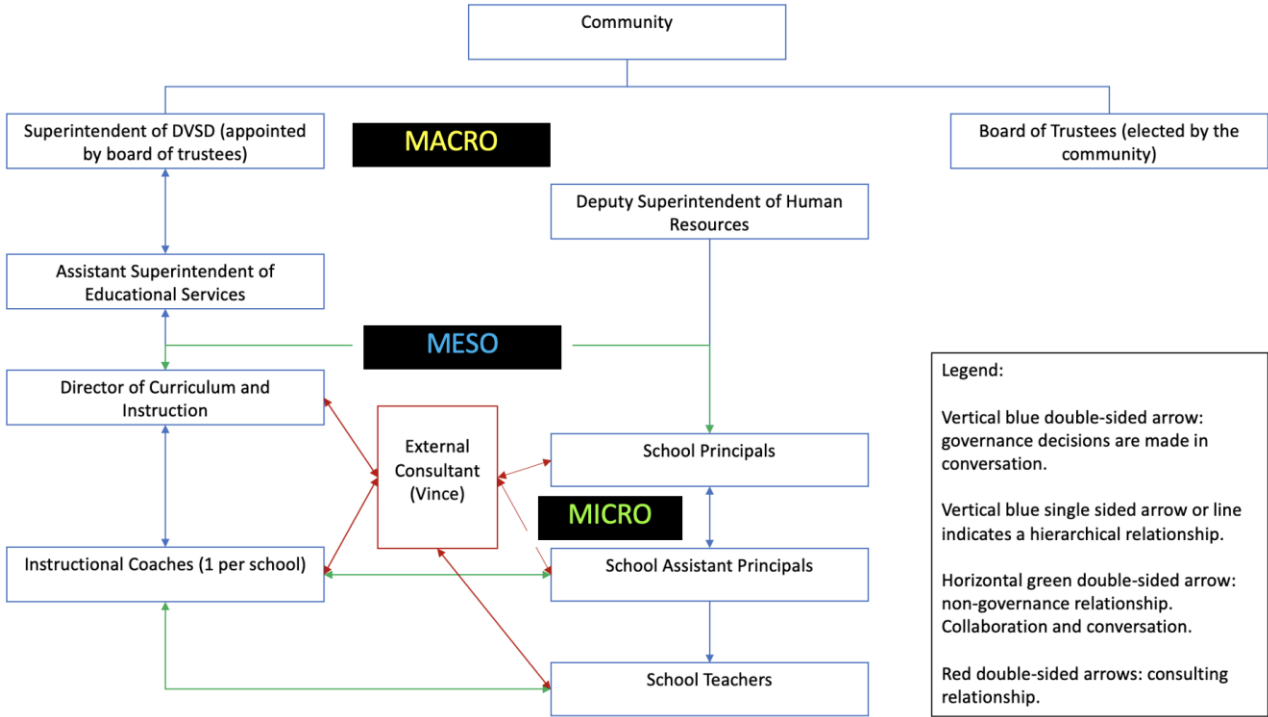 Community
Superintendent of DVSD (appointed
by board of trustees)
MACRO
Board of Trustees (elected by the
community)
Deputy Superintendent of Human
Resources
Assistant Superintendent of
Educational Services
MESO
Director of Curriculum and
Instruction
External
Consultant
(Vince)
School Principals
MICRO
Instructional Coaches (1 per school)
School Assistant Principals
School Teachers
Legend:
Vertical blue double-sided arrow:
governance decisions are made in
conversation.
Vertical blue single sided arrow or line
indicates a hierarchical relationship.
Horizontal green double-sided arrow:
non-governance relationship.
Collaboration and conversation.
Red double-sided arrows: consulting
relationship.